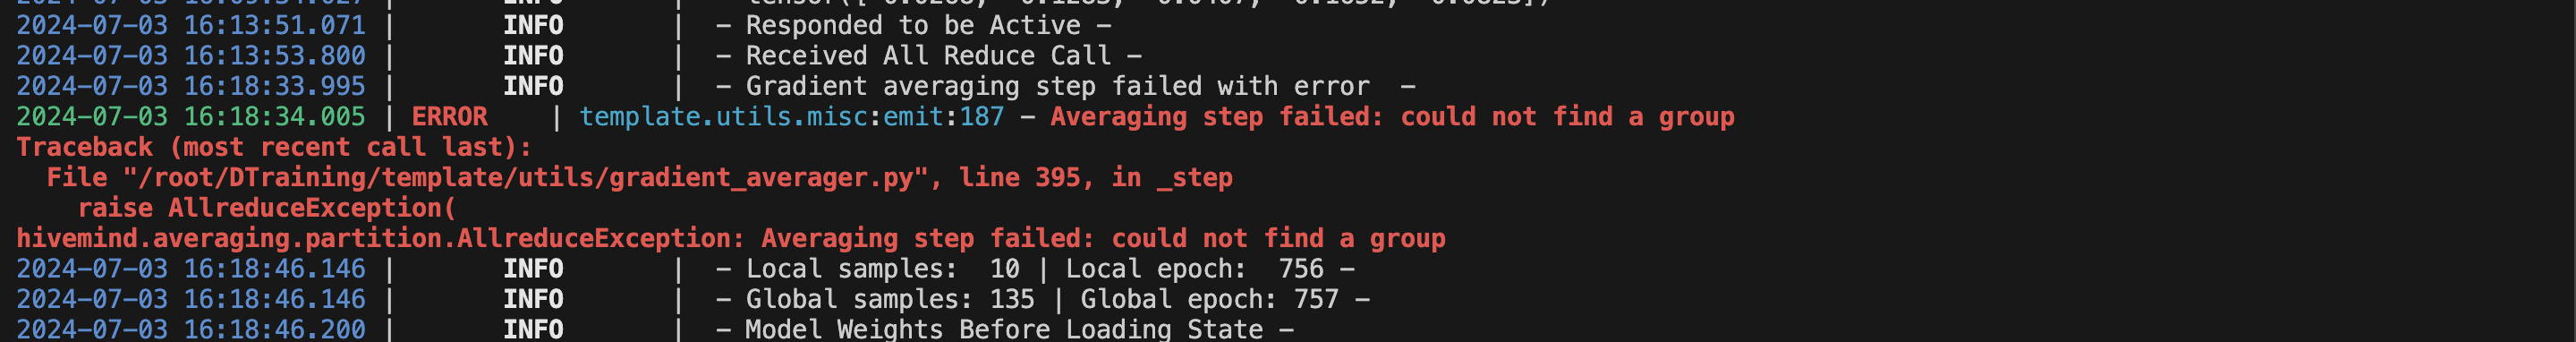 2024-07-03 16:13:51.071 | INFO | - Responded to be Active -
2024-07-03 16:13:53.800 | INFO | - Received All Reduce Call -
2024-07-03 16:18:33.995 | INFO | - Gradient averaging step failed with error -
2024-07-03 16:18:34.005 | ERROR | template.utils.misc:emit:187 - Averaging step failed: could not find a group
Traceback (most recent call last):
File "/root/DTraining/template/utils/gradient_averager.py", line 395, in _step
raise AllreduceException(
hivemind.averaging.partition.AllreduceException: Averaging step failed: could not find a group
2024-07-03 16:18:46.146 | INFO | - Local samples: 10 | Local epoch: 756 -
2024-07-03 16:18:46.146 | INFO | - Global samples: 135 | Global epoch: 757 -
2024-07-03 16:18:46.200 | INFO | - Model Weights Before Loading State -